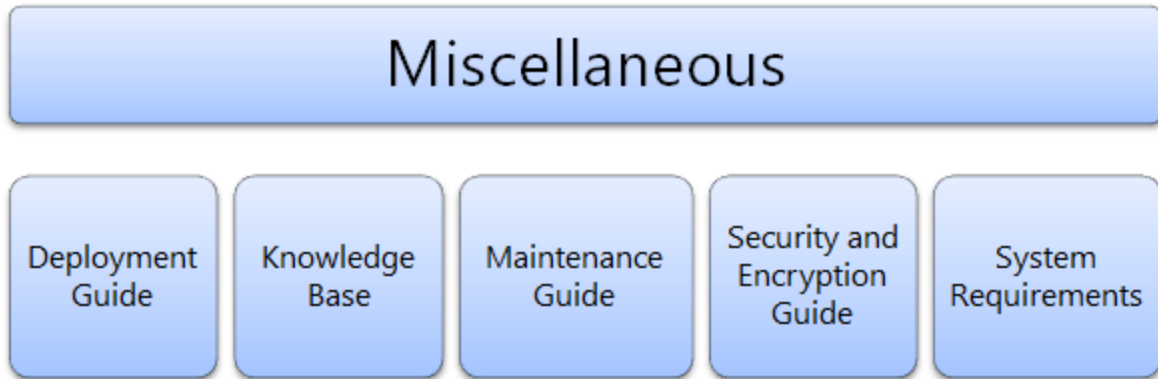 Miscellaneous
Deployment
Guide
Knowledge
Base
Maintenance
Guide
Security and
Encryption
Guide
System
Requirements